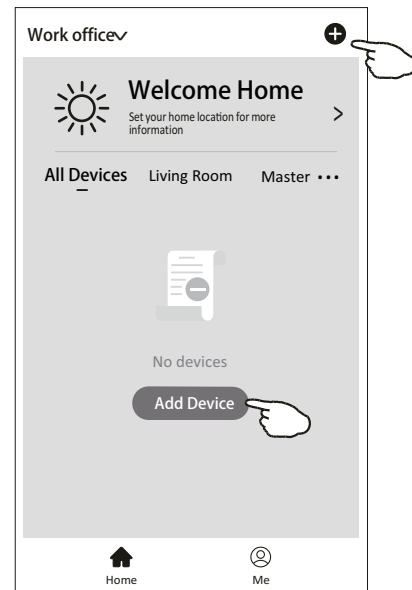 Work office
Welcome Home
Set your home location for more
information
All Devices Living Room Master ...
No devices
Add Device
Home Me